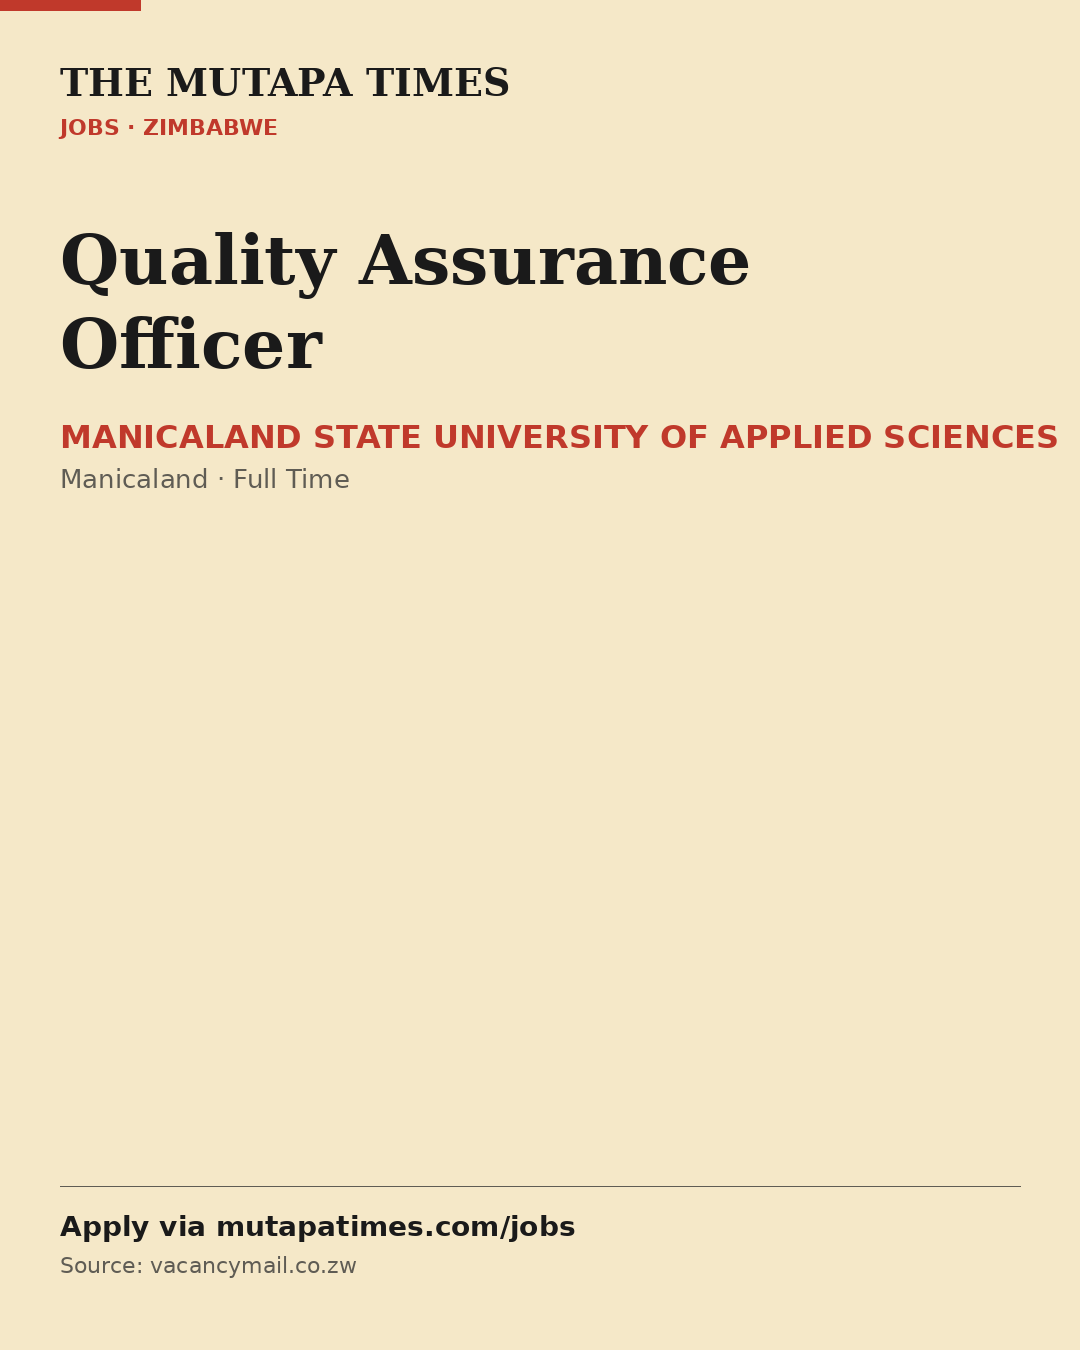 THE MUTAPA TIMES
JOBS · ZIMBABWE
Quality Assurance
Officer
MANICALAND STATE UNIVERSITY OF APPLIED SCIENCES
Manicaland · Full Time
Apply via mutapatimes.com/jobs
Source: vacancymail.co.zw